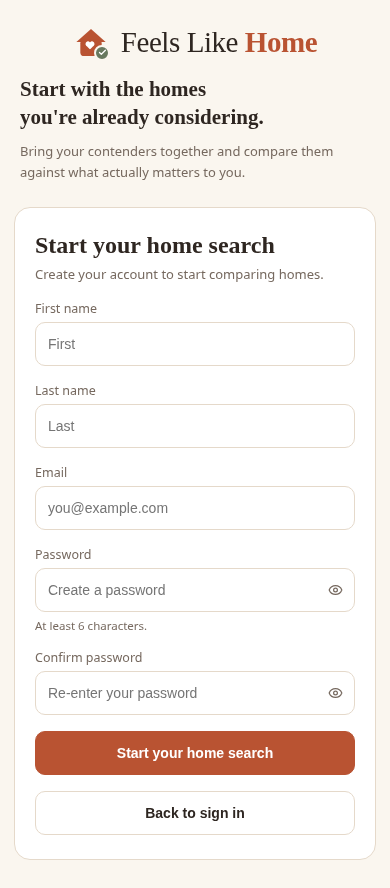 Feels Like Home
Start with the homes
you're already considering.
Bring your contenders together and compare them
against what actually matters to you.
Start your home search
Create your account to start comparing homes.
First name
First
Last name
Last
Email
you@example.com
Password
Create a password
At least 6 characters.
Confirm password
Re-enter your password
Start your home search
Back to sign in